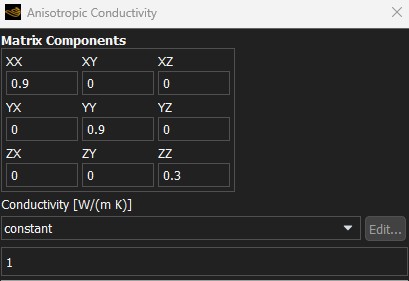 Anisotropic Conductivity
Matrix Components
XX XY XZ
0.9 0 0
YX YY YZ
0 0.9 0
ZX ZY ZZ
0 0 0.3
Conductivity [W/(m K)]
constant Edit...
1